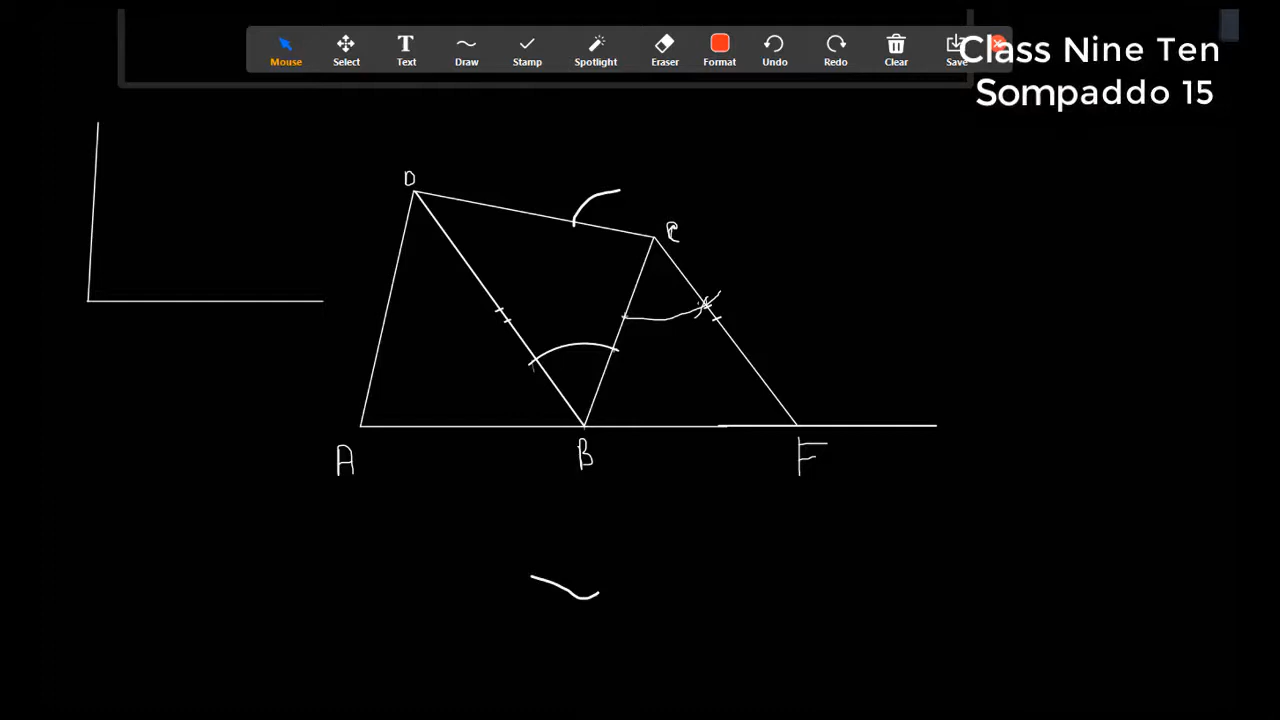 Mouse Select Text Draw Stamp Spotlight Eraser Format Undo Redo Clear Save
Class Nine Ten
Sompaddo 15
D
C
A B F